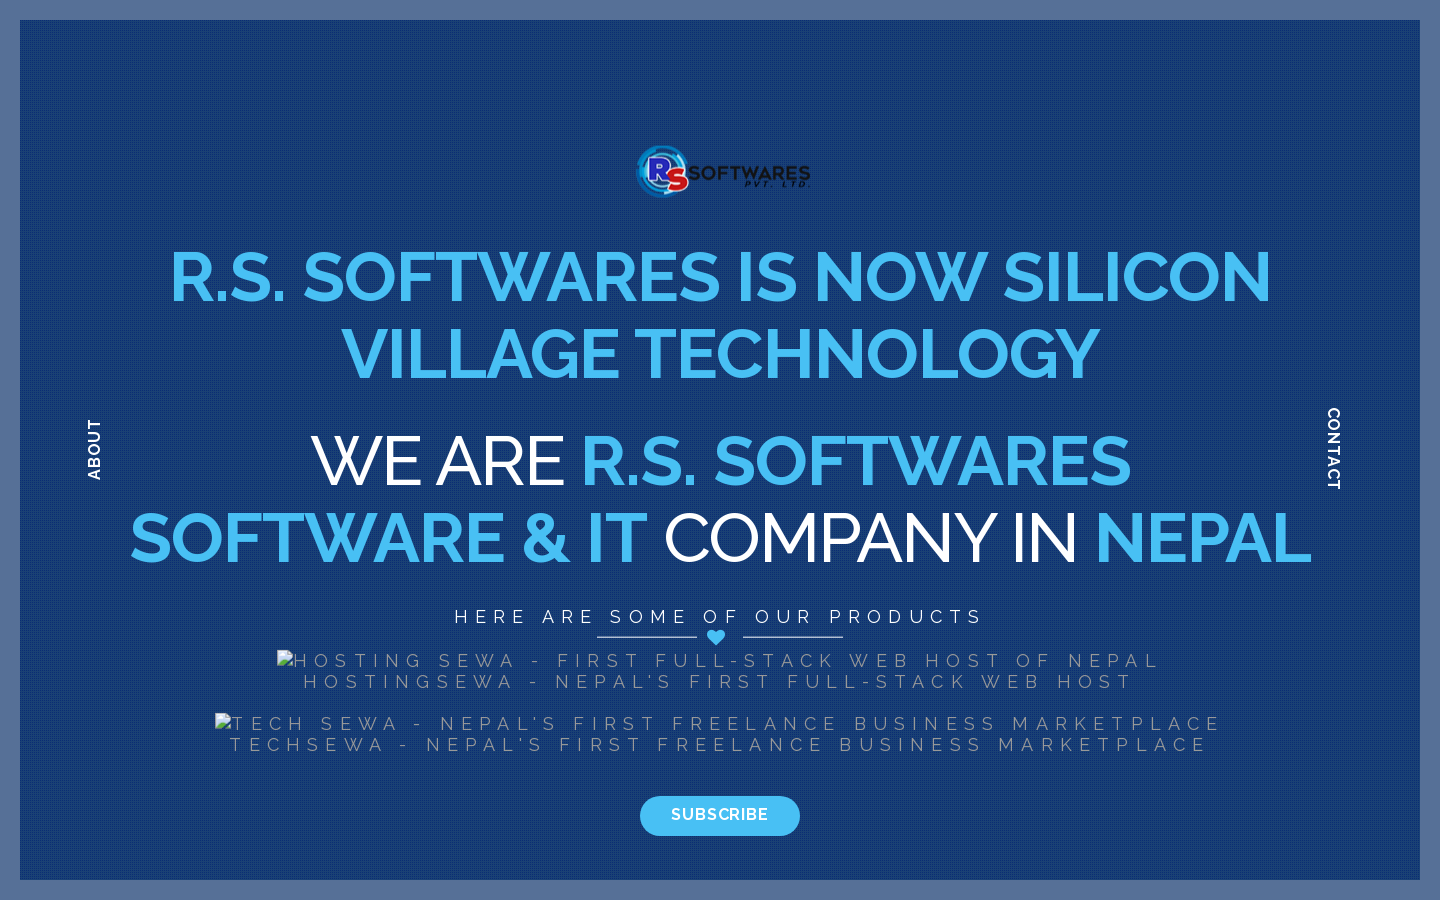 RS SOFTWARES
PVT. LTD.
R.S. SOFTWARES IS NOW SILICON
VILLAGE TECHNOLOGY
WE ARE R.S. SOFTWARES
SOFTWARE & IT COMPANY IN NEPAL
ABOUT
CONTACT
HERE ARE SOME OF OUR PRODUCTS
HOSTING SEWA - FIRST FULL-STACK WEB HOST OF NEPAL
HOSTINGSEWA - NEPAL'S FIRST FULL-STACK WEB HOST
TECH SEWA - NEPAL'S FIRST FREELANCE BUSINESS MARKETPLACE
TECHSEWA - NEPAL'S FIRST FREELANCE BUSINESS MARKETPLACE
SUBSCRIBE